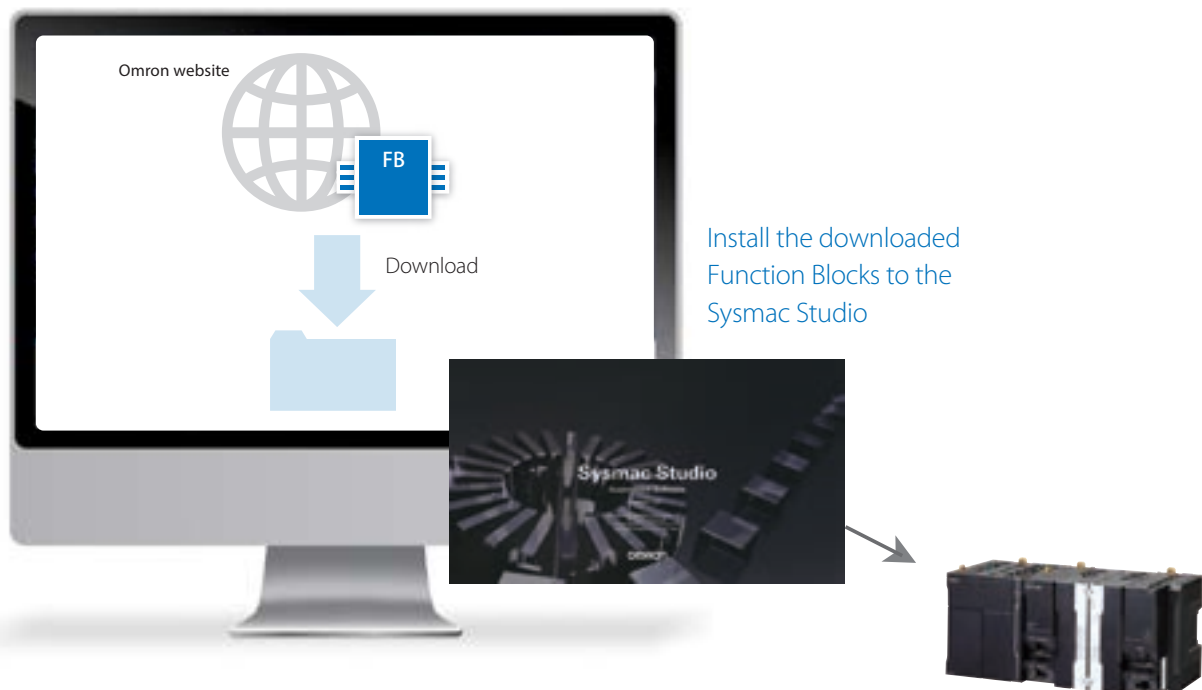 Omron website
FB
Download
Install the downloaded
Function Blocks to the
Sysmac Studio
Sysmac Studio
OMRON